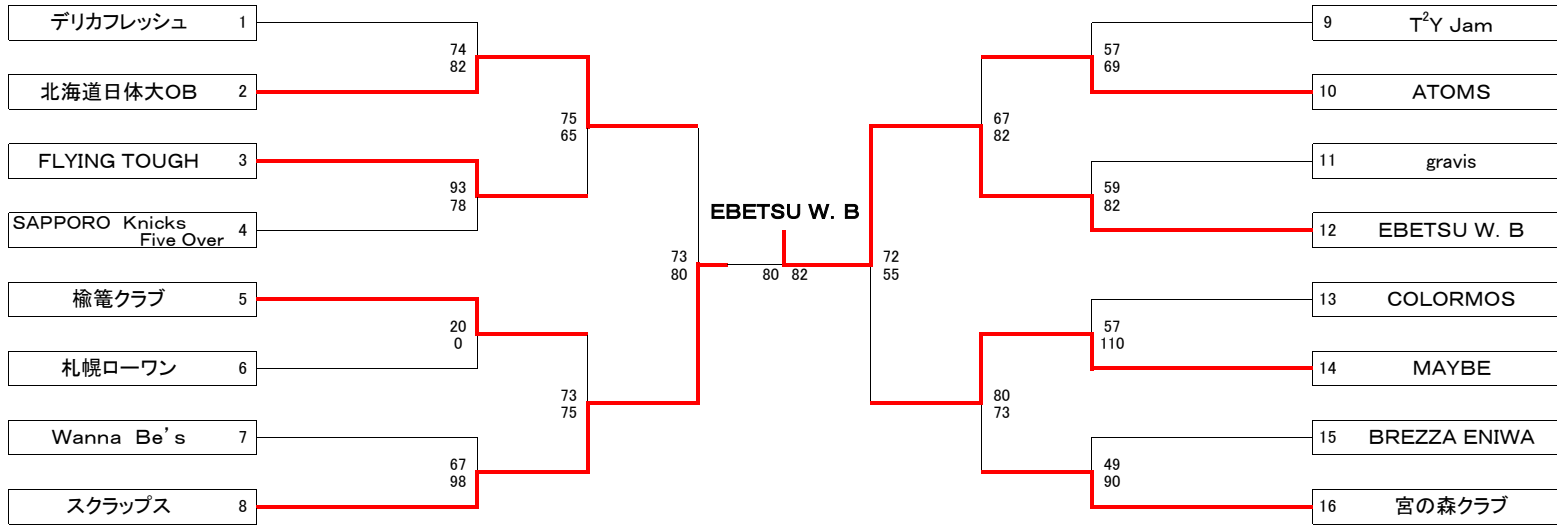 デリカフレッシュ 1
74
82
北海道日体大OB 2
75
65
FLYING TOUGH 3
93
78
SAPPORO Knicks
Five Over 4
73
80
楡篭クラブ 5
20
0
札幌ローワン 6
73
75
Wanna Be's 7
67
98
スクラップス 8
EBETSU W. B
80 82
9 T²Y Jam
57
69
10 ATOMS
67
82
11 gravis
59
82
12 EBETSU W. B
72
55
13 COLORMOS
57
110
14 MAYBE
80
73
15 BREZZA ENIWA
49
90
16 宮の森クラブ